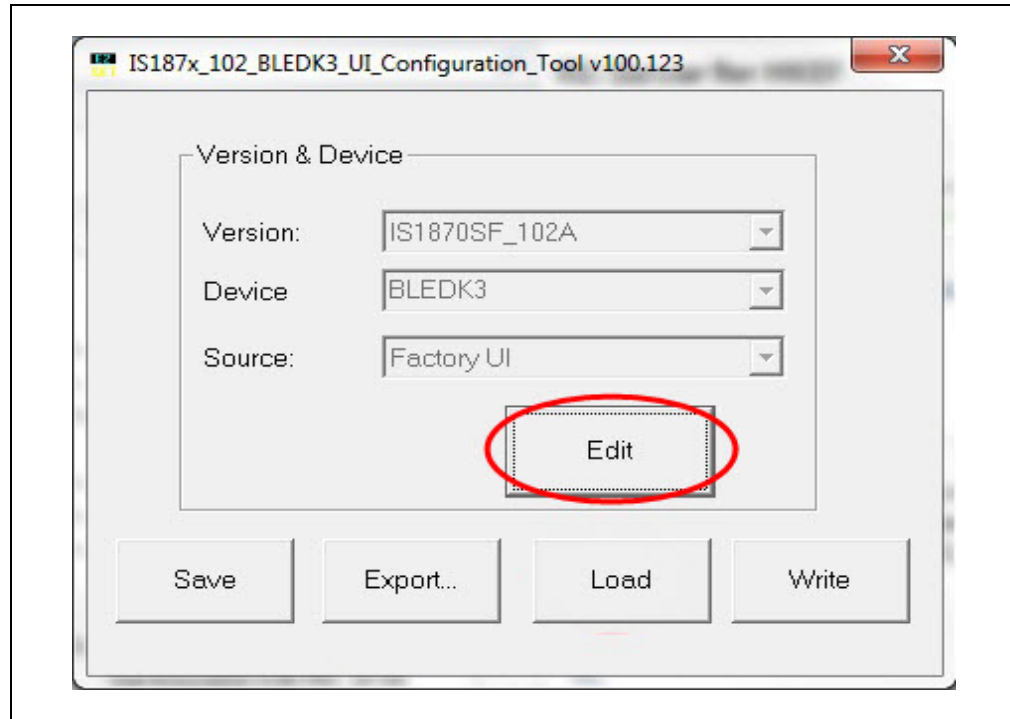 IS187x_102_BLEDK3_UI_Configuration_Tool v100.123
Version & Device
Version: IS1870SF_102A
Device BLEDK3
Source: Factory UI
Edit
Save Export... Load Write